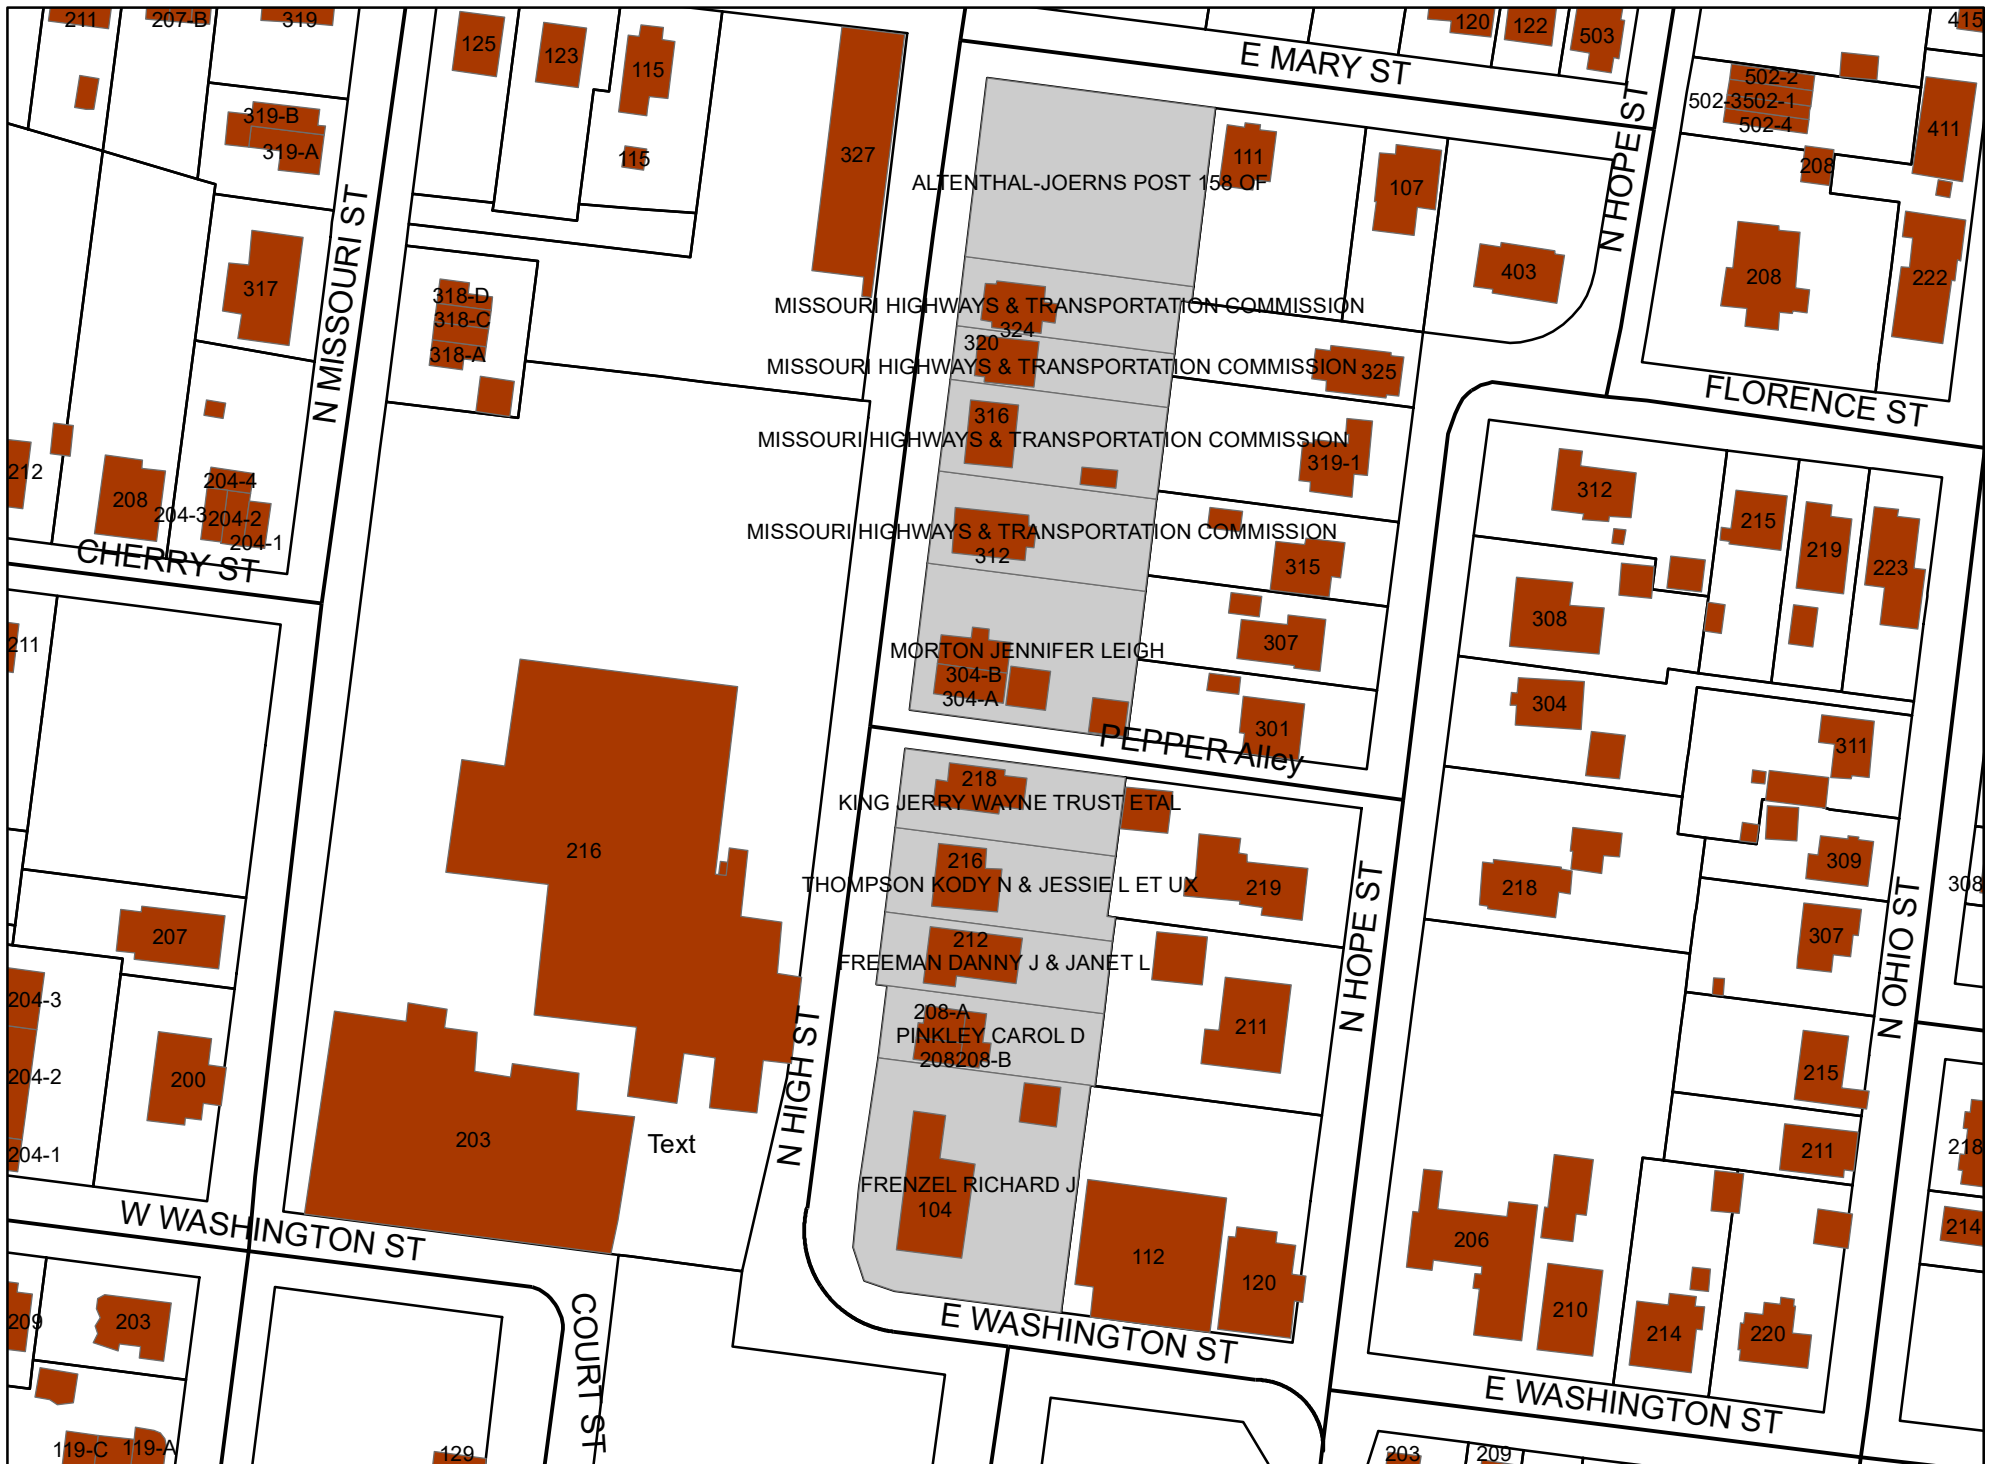 211
207-B
319
125
123
115
120
122
503
415
E MARY ST
502-2
502-3502-1
502-4
319-B
319-A
115
327
411
111
107
208
N HOPE ST
ALTENTHAL-JOERNS POST 158 OF
N MISSOURI ST
317
403
208
222
318-D
318-C
318-A
MISSOURI HIGHWAYS & TRANSPORTATION COMMISSION
324
320
MISSOURI HIGHWAYS & TRANSPORTATION COMMISSION
325
FLORENCE ST
316
MISSOURI HIGHWAYS & TRANSPORTATION COMMISSION
319-1
212
208
204-4
204-3
204-2
204-1
CHERRY ST
312
215
219
223
MISSOURI HIGHWAYS & TRANSPORTATION COMMISSION
312
315
308
211
307
MORTON JENNIFER LEIGH
304-B
304-A
304
301
311
PEPPER Alley
218
KING JERRY WAYNE TRUST ETAL
216
216
THOMPSON KODY N & JESSIE L ET UX
219
218
309
308
207
212
FREEMAN DANNY J & JANET L
307
N HOPE ST
N OHIO ST
204-3
208-A
PINKLEY CAROL D
208208-B
211
204-2
200
215
N HIGH ST
203
Text
204-1
211
218
FRENZEL RICHARD J
104
W WASHINGTON ST
112
120
206
214
209
203
COURT ST
E WASHINGTON ST
210
214
220
E WASHINGTON ST
119-C
119-A
129
203
209